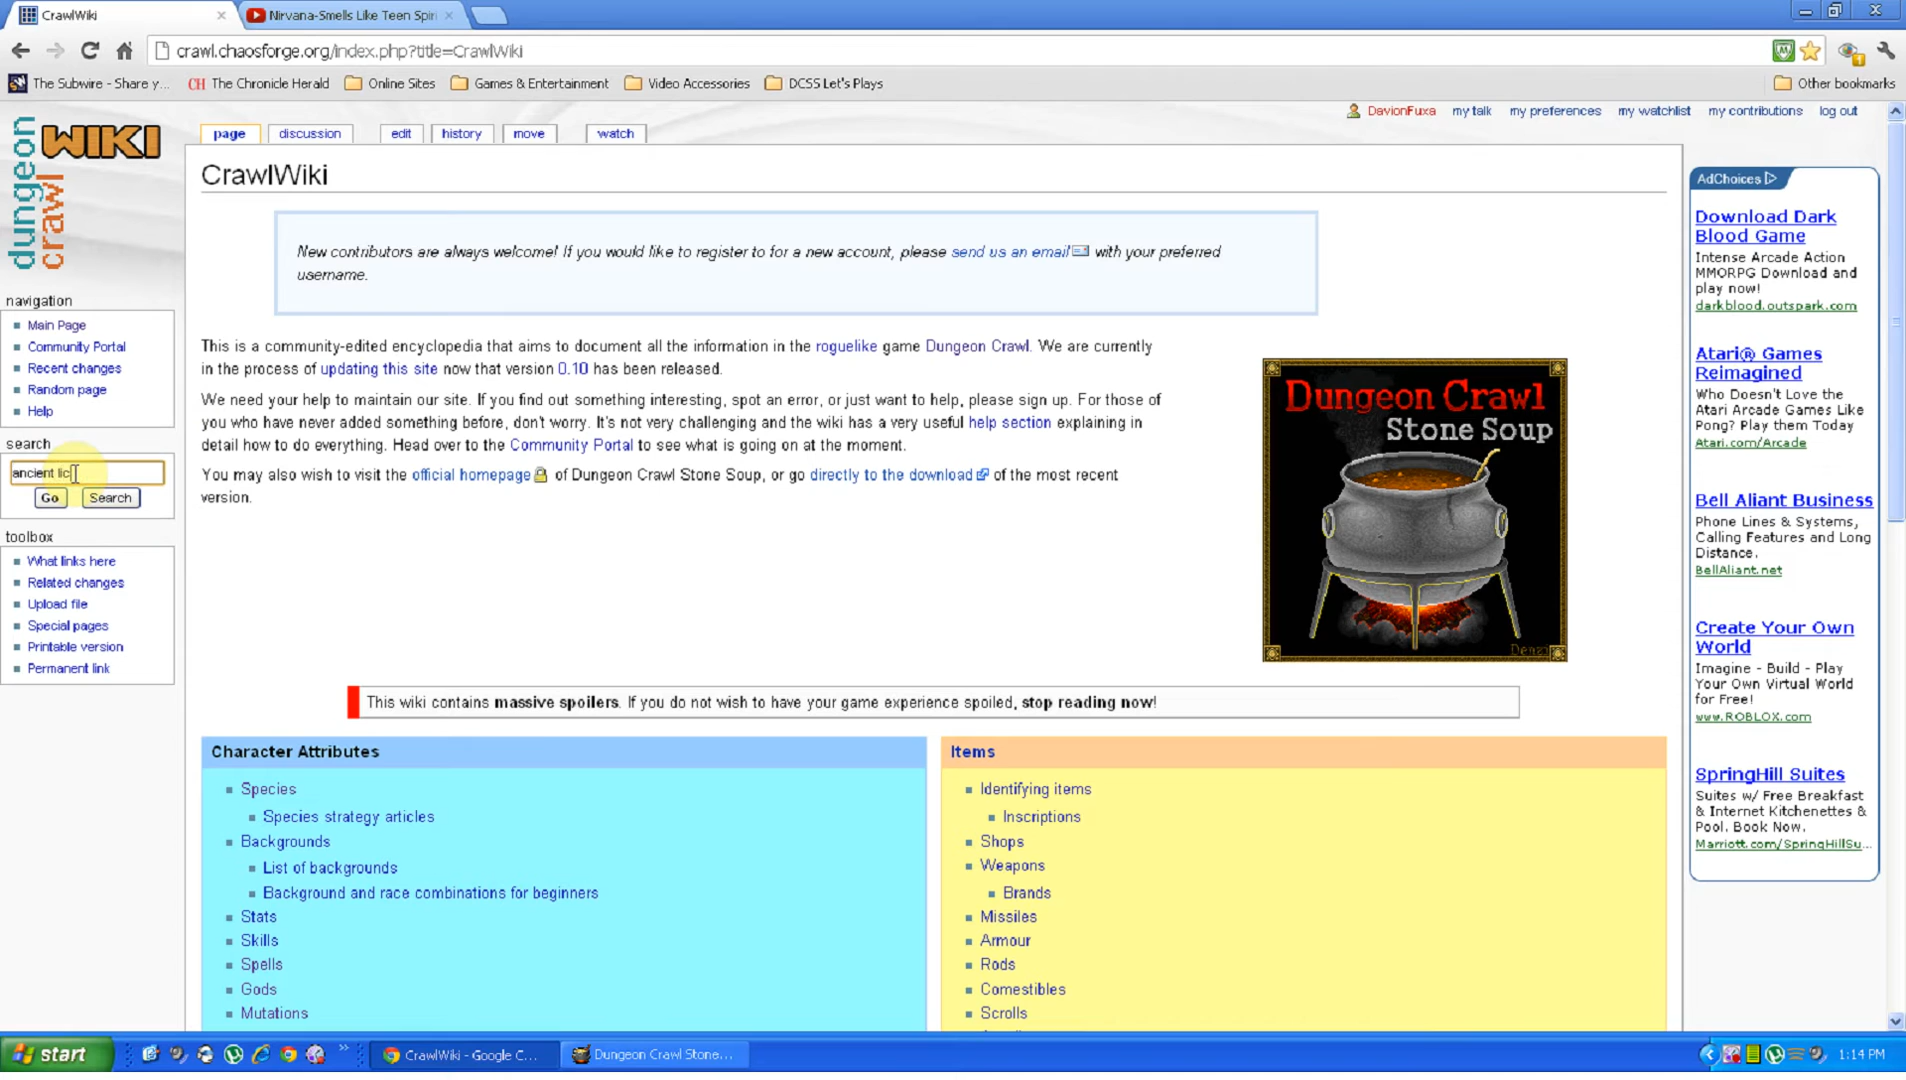 CrawlWiki
Nirvana-Smells Like Teen Spir
crawl.chaosforge.org/index.php?title=CrawlWiki
The Subwire - Share y...
CH The Chronicle Herald
Online Sites
Games & Entertainment
Video Accessories
DCSS Let's Plays
Other bookmarks
DavionFuxa
my talk
my preferences
my watchlist
my contributions
log out
dungeon
crawl
WIKI
page
discussion
edit
history
move
watch
CrawlWiki
New contributors are always welcome! If you would like to register to for a new account, please send us an email with your preferred
username.
This is a community-edited encyclopedia that aims to document all the information in the roguelike game Dungeon Crawl. We are currently
in the process of updating this site now that version 0.10 has been released.
We need your help to maintain our site. If you find out something interesting, spot an error, or just want to help, please sign up. For those of
you who have never added something before, don't worry. It's not very challenging and the wiki has a very useful help section explaining in
detail how to do everything. Head over to the Community Portal to see what is going on at the moment.
You may also wish to visit the official homepage of Dungeon Crawl Stone Soup, or go directly to the download of the most recent
version.
Dungeon Crawl
Stone Soup
Denzi
This wiki contains massive spoilers. If you do not wish to have your game experience spoiled, stop reading now!
navigation
Main Page
Community Portal
Recent changes
Random page
Help
search
ancient lic
Go
Search
toolbox
What links here
Related changes
Upload file
Special pages
Printable version
Permanent link
Character Attributes
Species
Species strategy articles
Backgrounds
List of backgrounds
Background and race combinations for beginners
Stats
Skills
Spells
Gods
Mutations
Items
Identifying items
Inscriptions
Shops
Weapons
Brands
Missiles
Armour
Rods
Comestibles
Scrolls
AdChoices
Download Dark
Blood Game
Intense Arcade Action
MMORPG Download and
play now!
darkblood.outspark.com
Atari® Games
Reimagined
Who Doesn't Love the
Atari Arcade Games Like
Pong? Play them Today
Atari.com/Arcade
Bell Aliant Business
Phone Lines & Systems,
Calling Features and Long
Distance.
BellAliant.net
Create Your Own
World
Imagine - Build - Play
Your Own Virtual World
for Free!
www.ROBLOX.com
SpringHill Suites
Suites w/ Free Breakfast
& Internet Kitchenettes &
Pool. Book Now.
Marriott.com/SpringHillSu...
start
CrawlWiki - Google C...
Dungeon Crawl Stone...
1:14 PM